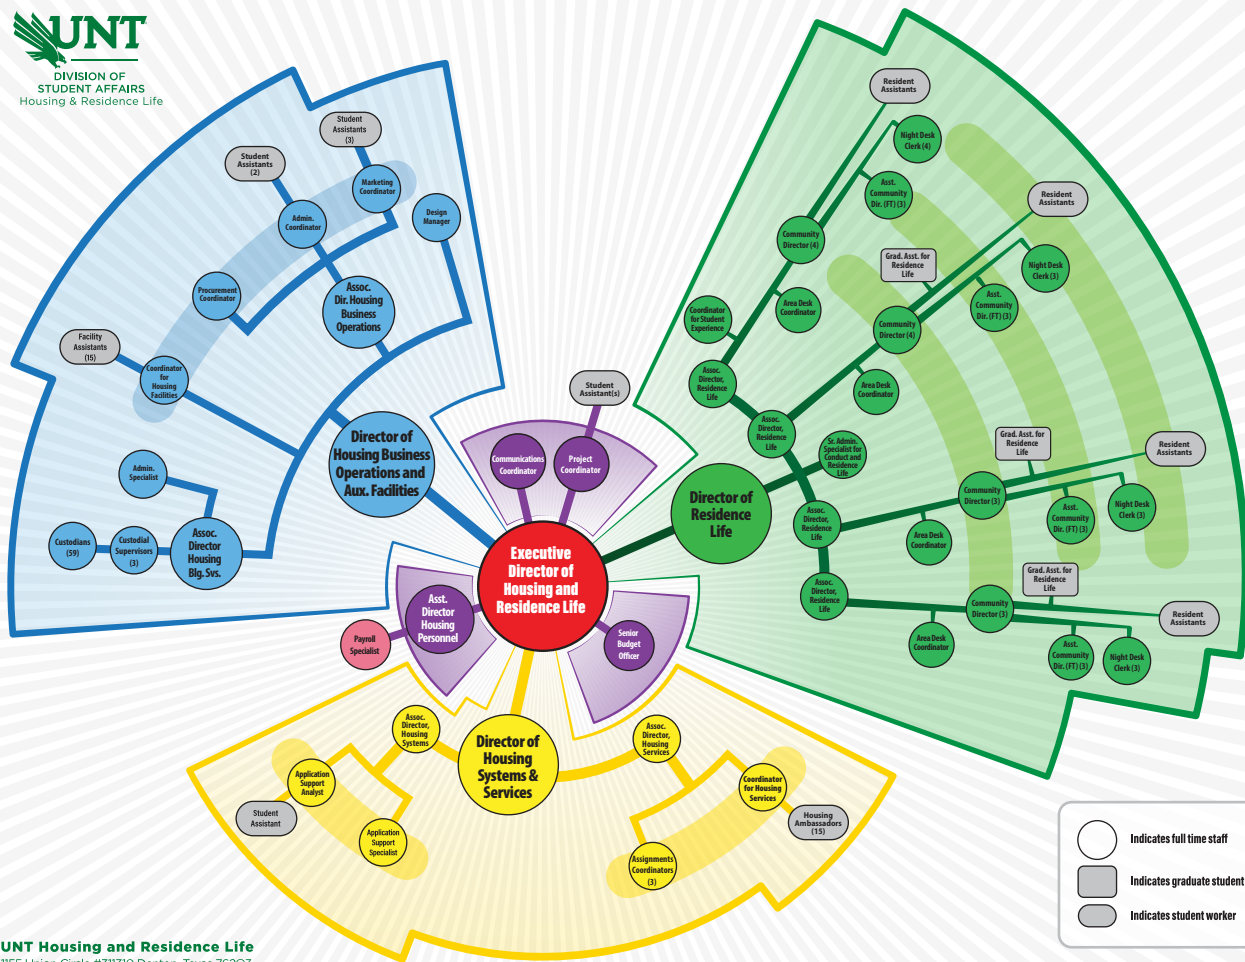 UNT
DIVISION OF
STUDENT AFFAIRS
Housing & Residence Life
Student
Assistants
(3)
Student
Assistants
(2)
Marketing
Coordinator
Admin.
Coordinator
Design
Manager
Procurement
Coordinator
Assoc.
Dir. Housing
Business
Operations
Facility
Assistants
(15)
Coordinator
for
Housing
Facilities
Director of
Housing Business
Operations and
Aux. Facilities
Admin.
Specialist
Custodians
(59)
Custodial
Supervisors
(3)
Assoc.
Director
Housing
Blg. Svs.
Student
Assistant(s)
Communications
Coordinator
Project
Coordinator
Executive
Director of
Housing and
Residence Life
Asst.
Director
Housing
Personnel
Payroll
Specialist
Senior
Budget
Officer
Director of
Residence
Life
Resident
Assistants
Night Desk
Clerk (4)
Asst.
Community
Dir. (FT) (3)
Community
Director (4)
Area Desk
Coordinator
Coordinator
for Student
Experience
Assoc.
Director,
Residence
Life
Resident
Assistants
Grad. Asst. for
Residence
Life
Night Desk
Clerk (3)
Asst.
Community
Dir. (FT) (3)
Community
Director (4)
Area Desk
Coordinator
Assoc.
Director,
Residence
Life
Sr. Admin.
Specialist for
Conduct and
Residence
Life
Grad. Asst. for
Residence
Life
Resident
Assistants
Community
Director (3)
Asst.
Community
Dir. (FT) (3)
Night Desk
Clerk (3)
Assoc.
Director,
Residence
Life
Area Desk
Coordinator
Grad. Asst. for
Residence
Life
Assoc.
Director,
Residence
Life
Community
Director (3)
Resident
Assistants
Area Desk
Coordinator
Asst.
Community
Dir. (FT) (3)
Night Desk
Clerk (3)
Assoc.
Director,
Housing
Systems
Director of
Housing
Systems &
Services
Assoc.
Director,
Housing
Services
Application
Support
Analyst
Student
Assistant
Application
Support
Specialist
Coordinator
for Housing
Services
Housing
Ambassadors
(15)
Assignments
Coordinators
(3)
Indicates full time staff
Indicates graduate student
Indicates student worker
UNT Housing and Residence Life
1155 Union Circle #311310 Denton, Texas 76203